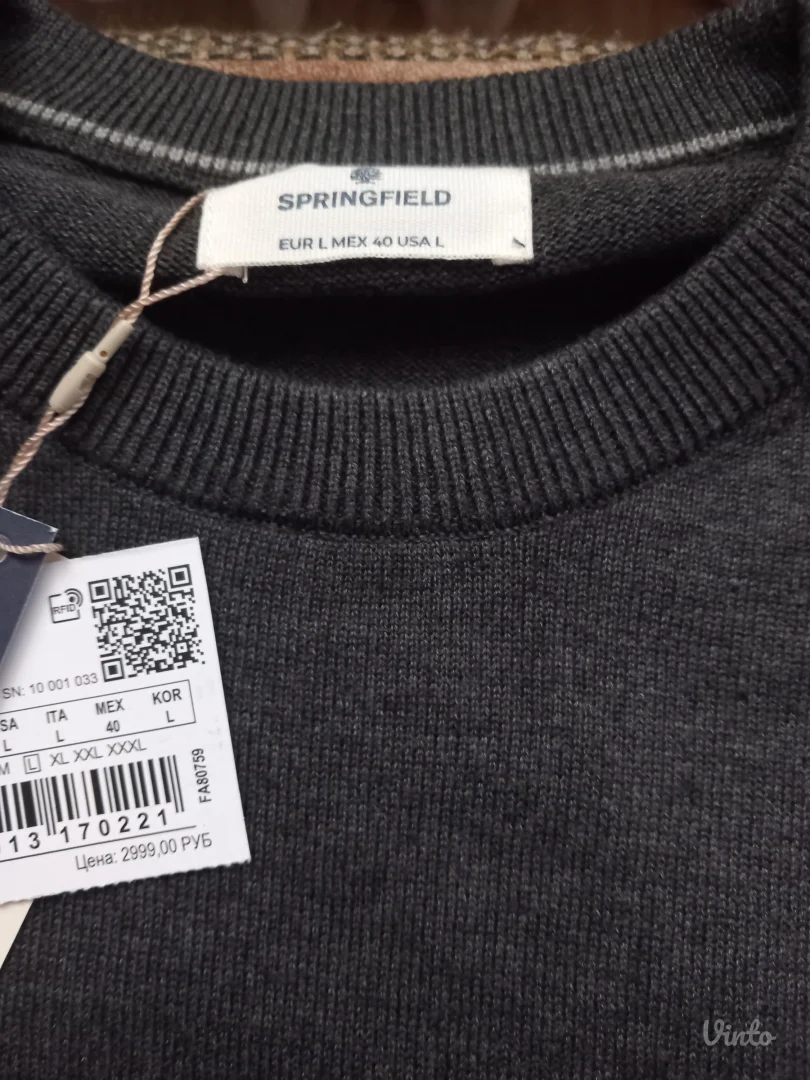 SPRINGFIELD
EUR L MEX 40 USA L
RFID
SN: 10 001 033
SA ITA MEX KOR
L L 40 L
M L XL XXL XXXL
FA80759
013 170221
Цена: 2999,00 РУБ
Vinto